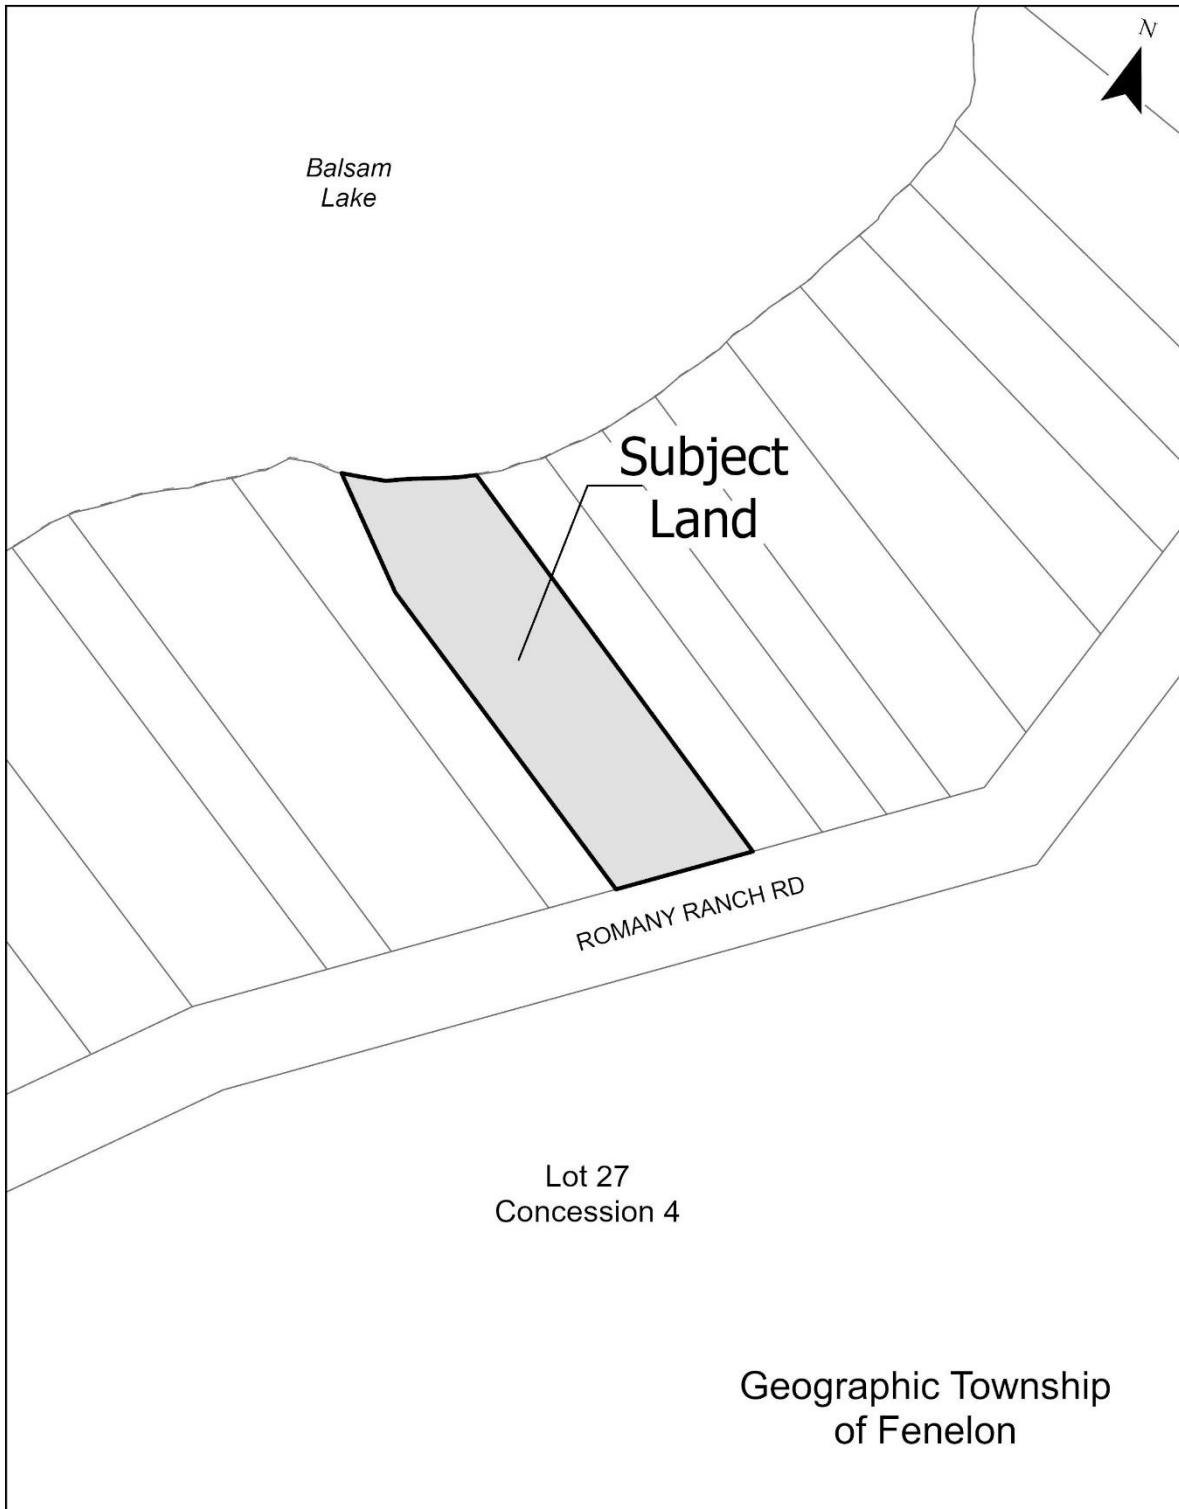 N
Balsam
Lake
Subject
Land
ROMANY RANCH RD
Lot 27
Concession 4
Geographic Township
of Fenelon